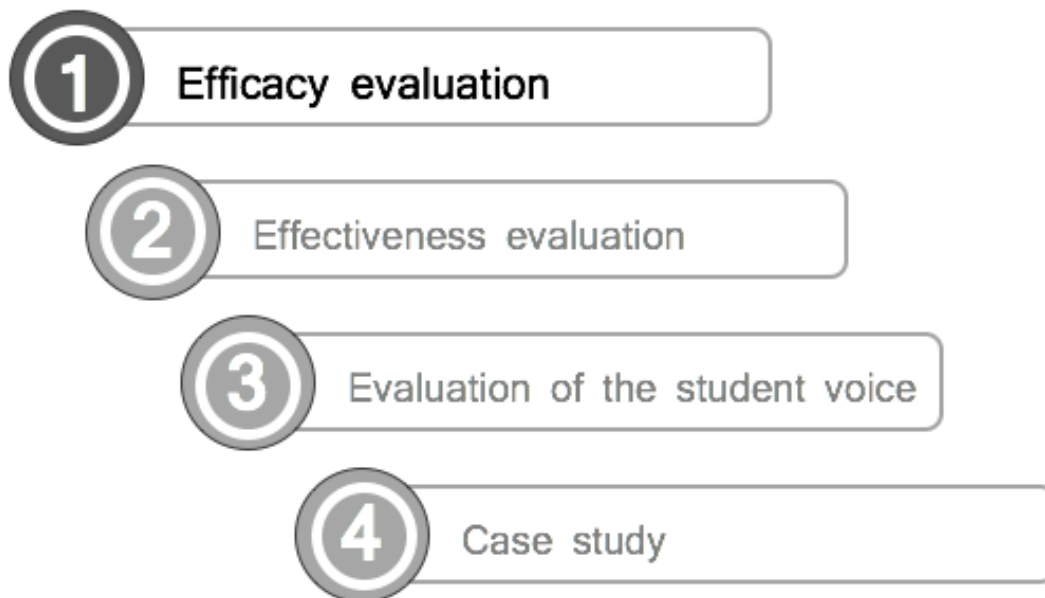 1 Efficacy evaluation
2 Effectiveness evaluation
3 Evaluation of the student voice
4 Case study